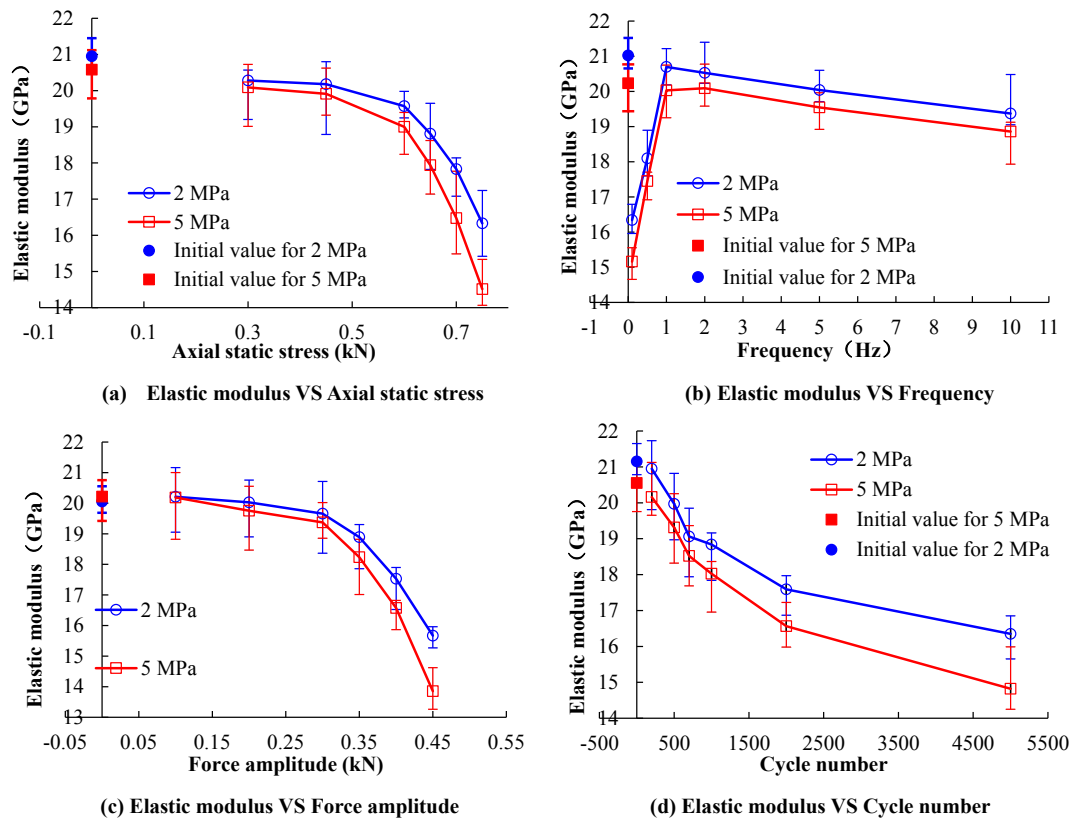 22
21
20
19
18
17
16
15
14
Elastic modulus（GPa）
2 MPa
5 MPa
Initial value for 2 MPa
Initial value for 5 MPa
-0.1 0.1 0.3 0.5 0.7
Axial static stress (kN)
(a) Elastic modulus VS Axial static stress
22
21
20
19
18
17
16
15
14
Elastic modulus（GPa）
2 MPa
5 MPa
Initial value for 5 MPa
Initial value for 2 MPa
-1 0 1 2 3 4 5 6 7 8 9 10 11
Frequency（Hz）
(b) Elastic modulus VS Frequency
22
21
20
19
18
17
16
15
14
13
Elastic modulus（GPa）
2 MPa
5 MPa
-0.05 0.05 0.15 0.25 0.35 0.45 0.55
Force amplitude (kN)
(c) Elastic modulus VS Force amplitude
22
21
20
19
18
17
16
15
14
Elastic modulus（GPa）
2 MPa
5 MPa
Initial value for 5 MPa
Initial value for 2 MPa
-500 500 1500 2500 3500 4500 5500
Cycle number
(d) Elastic modulus VS Cycle number